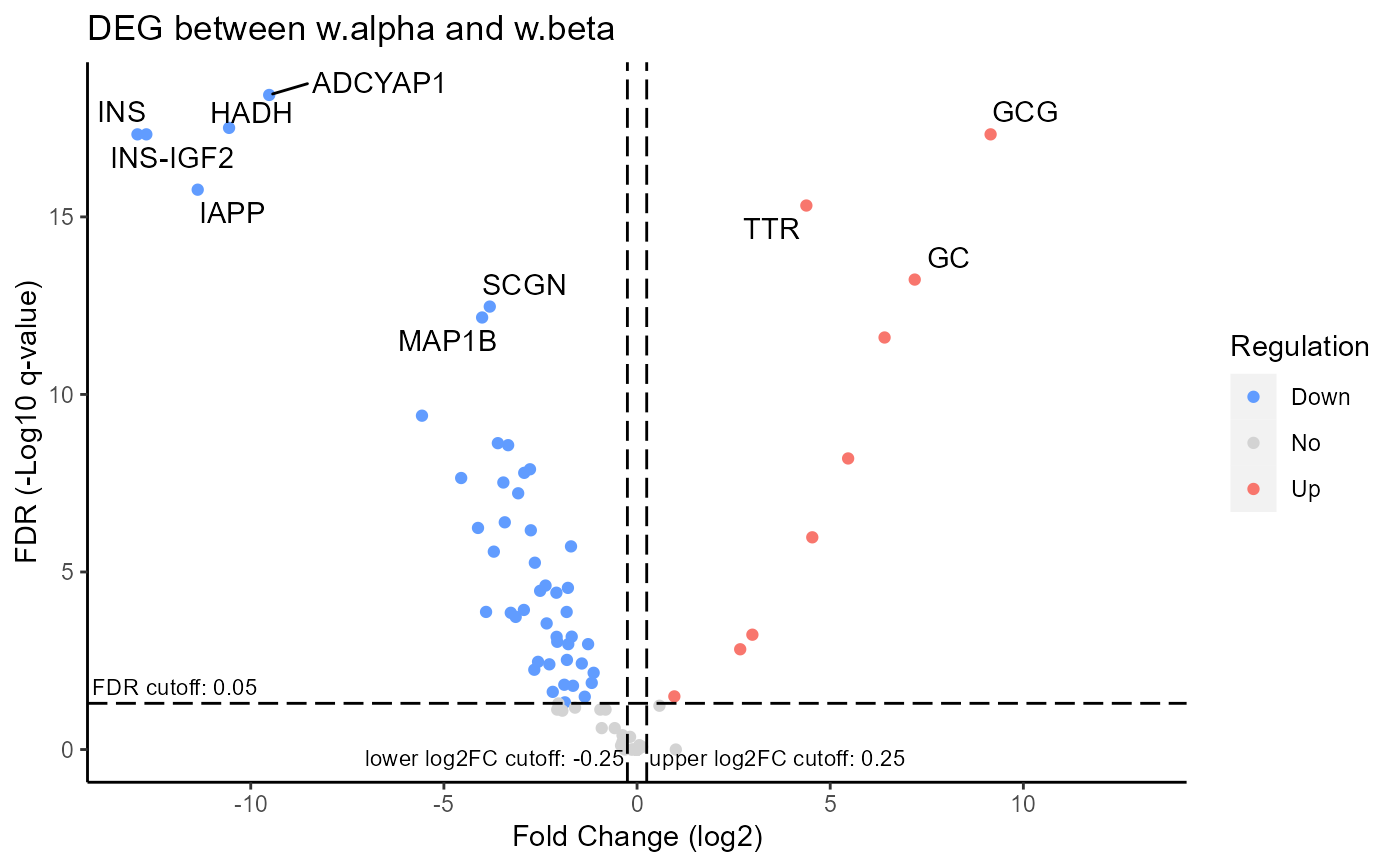 DEG between w.alpha and w.beta
ADCYAP1
INS
HADH
GCG
INS-IGF2
IAPP
TTR
GC
SCGN
MAP1B
FDR (-Log10 q-value)
15
10
5
0
FDR cutoff: 0.05
lower log2FC cutoff: -0.25
upper log2FC cutoff: 0.25
-10
-5
0
5
10
Fold Change (log2)
Regulation
Down
No
Up